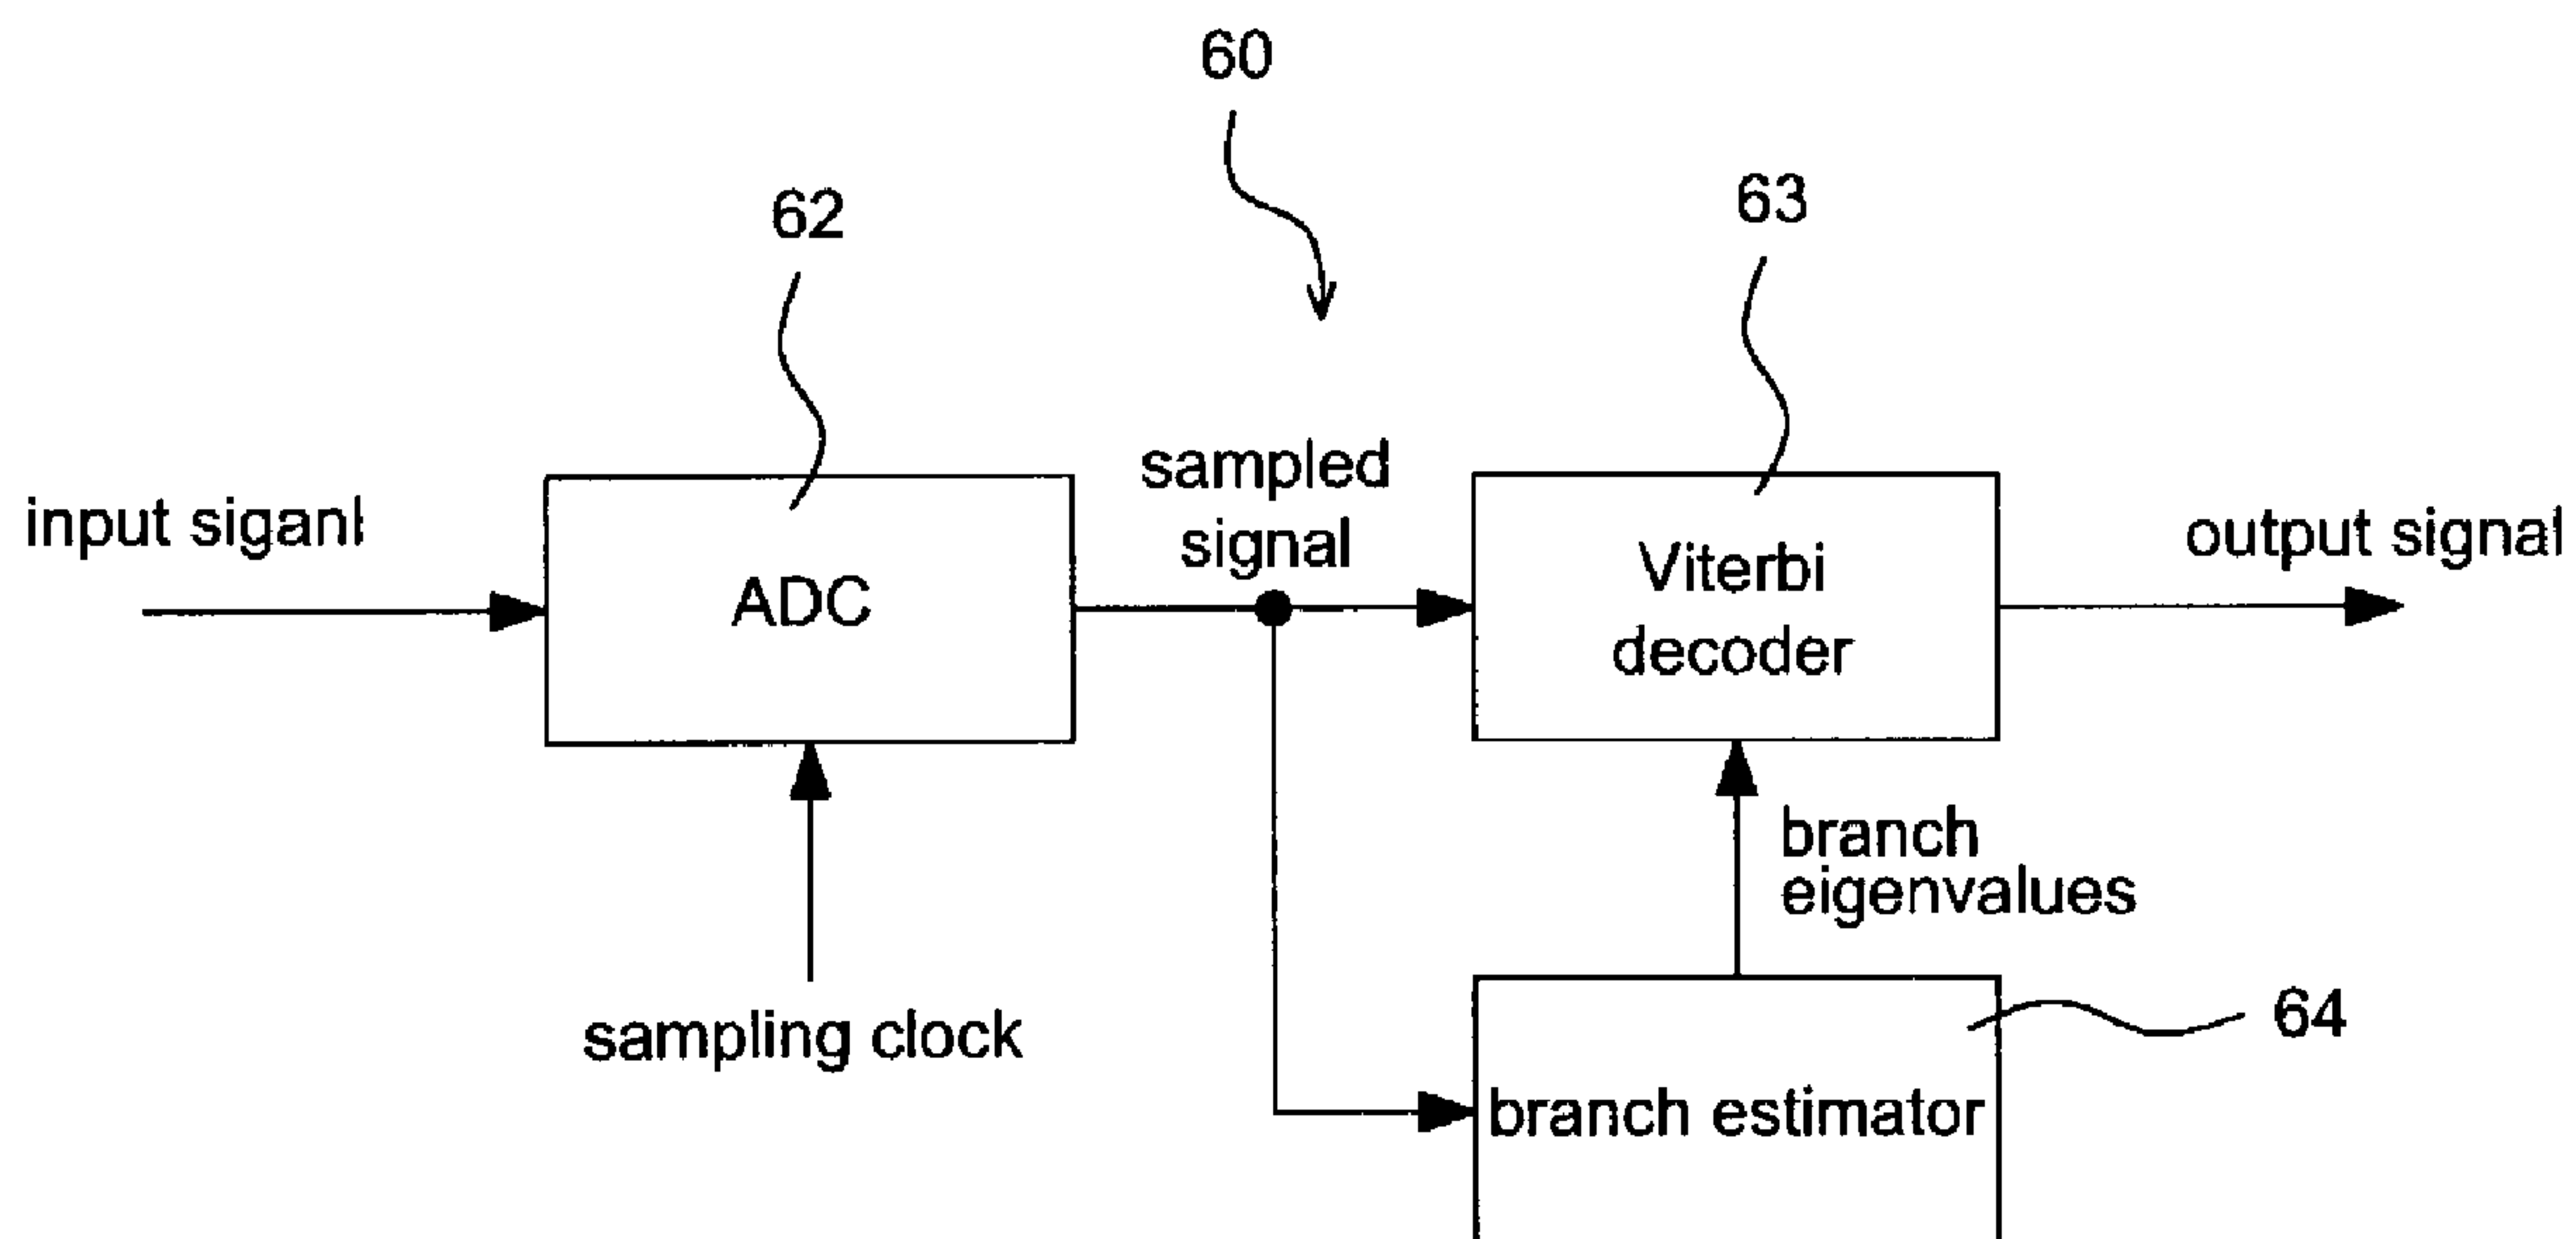 60
62
63
input siganl
ADC
sampled
signal
Viterbi
decoder
output signal
sampling clock
branch
eigenvalues
64
branch estimator